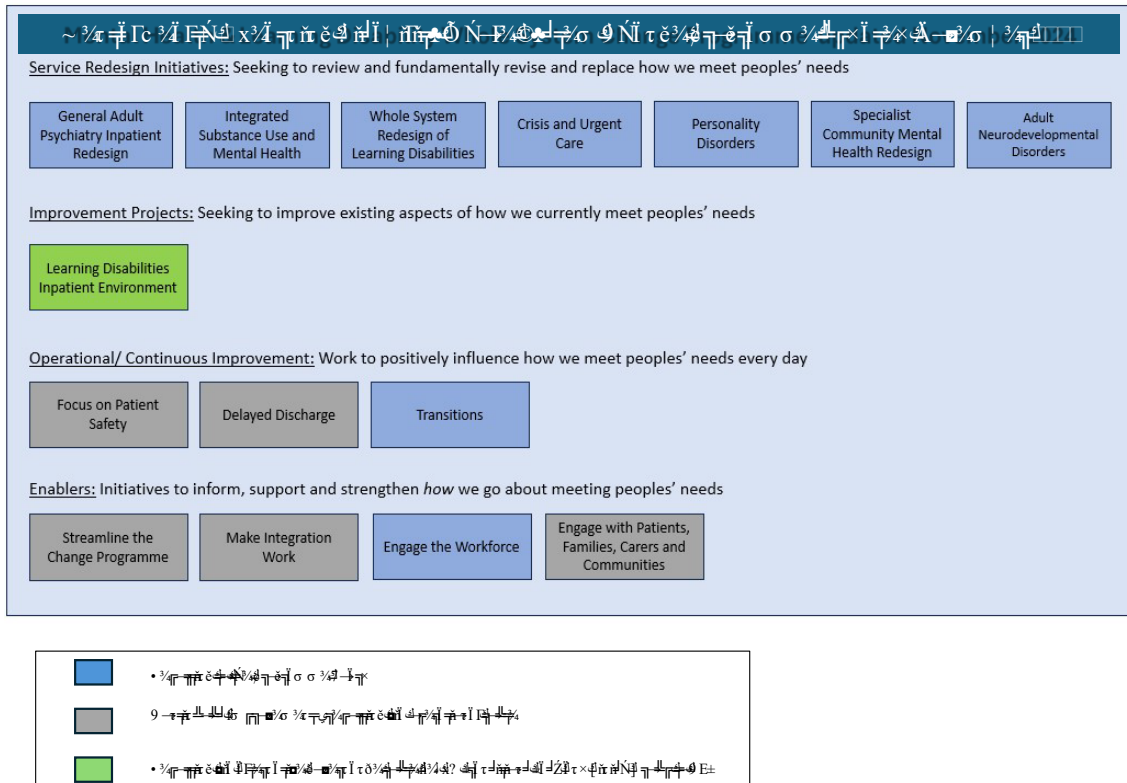 Service Redesign Initiatives: Seeking to review and fundamentally revise and replace how we meet peoples' needs
General Adult
Psychiatry Inpatient
Redesign
Integrated
Substance Use and
Mental Health
Whole System
Redesign of
Learning Disabilities
Crisis and Urgent
Care
Personality
Disorders
Specialist
Community Mental
Health Redesign
Adult
Neurodevelopmental
Disorders
Improvement Projects: Seeking to improve existing aspects of how we currently meet peoples' needs
Learning Disabilities
Inpatient Environment
Operational/ Continuous Improvement: Work to positively influence how we meet peoples' needs every day
Focus on Patient
Safety
Delayed Discharge
Transitions
Enablers: Initiatives to inform, support and strengthen how we go about meeting peoples' needs
Streamline the
Change Programme
Make Integration
Work
Engage the Workforce
Engage with Patients,
Families, Carers and
Communities